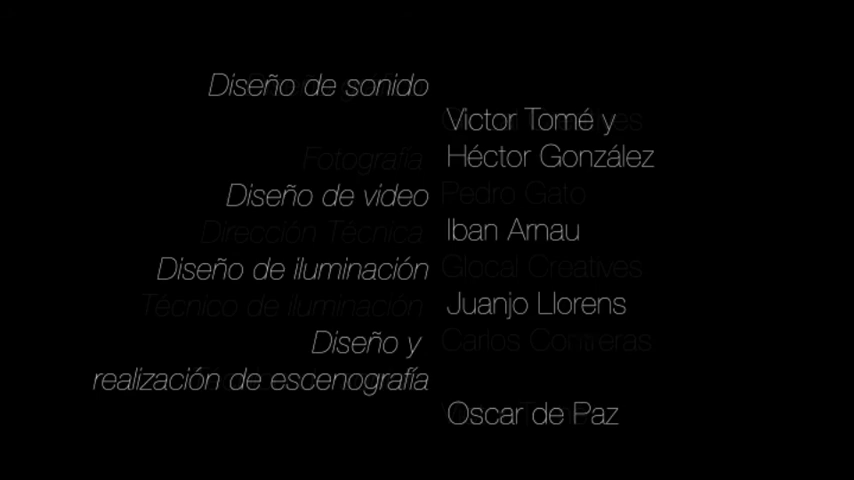 Diseño de sonido
Victor Tomé y
Fotografía Héctor González
Diseño de video Pedro Gato
Dirección Técnica Iban Arnau
Diseño de iluminación Glocal Creatives
Técnico de iluminación Juanjo Llorens
Diseño y Carlos Contreras
realización de escenografía
Oscar de Paz